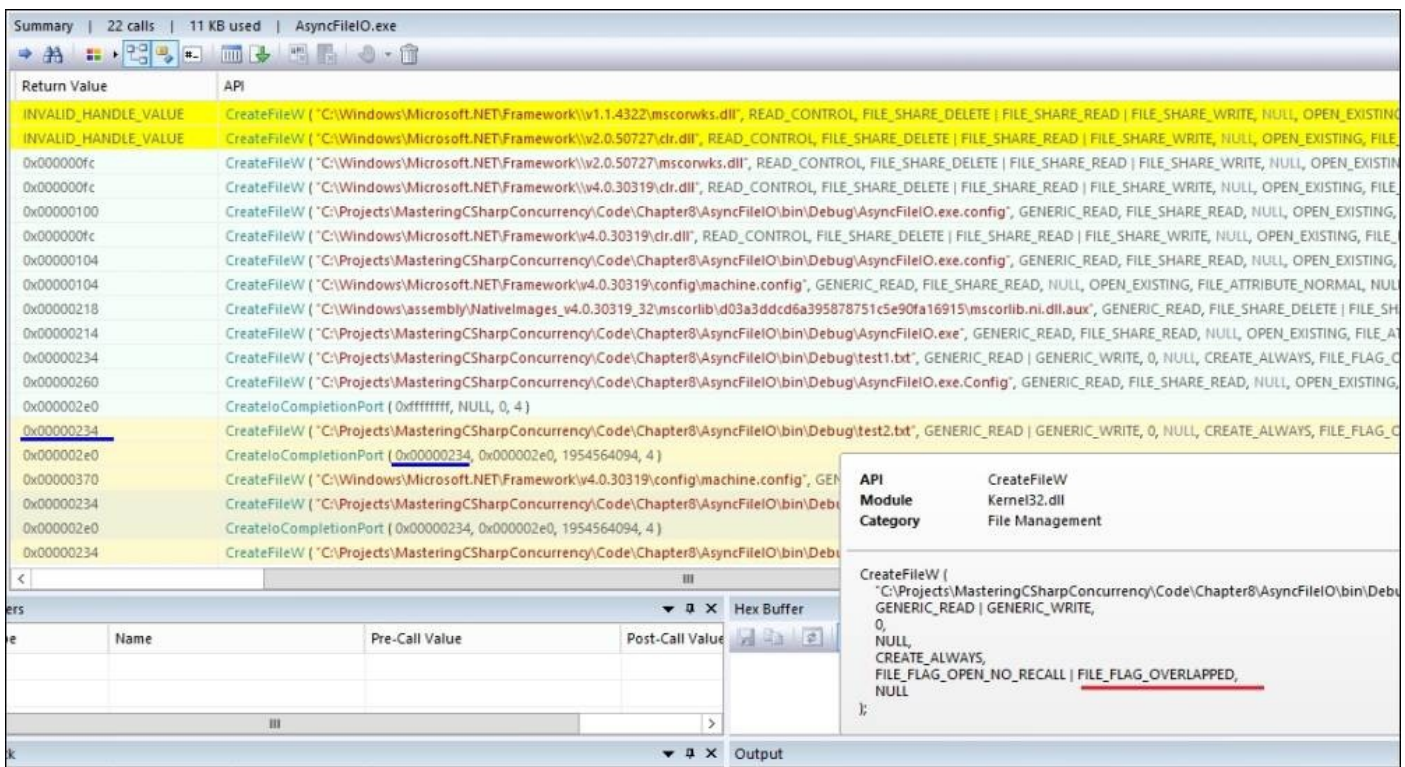 Summary | 22 calls | 11 KB used | AsyncFileIO.exe
Return Value API
INVALID_HANDLE_VALUE CreateFileW ( "C:\Windows\Microsoft.NET\Framework\\v1.1.4322\mscorwks.dll", READ_CONTROL, FILE_SHARE_DELETE | FILE_SHARE_READ | FILE_SHARE_WRITE, NULL, OPEN_EXISTING
INVALID_HANDLE_VALUE CreateFileW ( "C:\Windows\Microsoft.NET\Framework\\v2.0.50727\clr.dll", READ_CONTROL, FILE_SHARE_DELETE | FILE_SHARE_READ | FILE_SHARE_WRITE, NULL, OPEN_EXISTING, FILE_
0x000000fc CreateFileW ( "C:\Windows\Microsoft.NET\Framework\\v2.0.50727\mscorwks.dll", READ_CONTROL, FILE_SHARE_DELETE | FILE_SHARE_READ | FILE_SHARE_WRITE, NULL, OPEN_EXISTIN
0x000000fc CreateFileW ( "C:\Windows\Microsoft.NET\Framework\\v4.0.30319\clr.dll", READ_CONTROL, FILE_SHARE_DELETE | FILE_SHARE_READ | FILE_SHARE_WRITE, NULL, OPEN_EXISTING, FILE_
0x00000100 CreateFileW ( "C:\Projects\MasteringCSharpConcurrency\Code\Chapter8\AsyncFileIO\bin\Debug\AsyncFileIO.exe.config", GENERIC_READ, FILE_SHARE_READ, NULL, OPEN_EXISTING,
0x000000fc CreateFileW ( "C:\Windows\Microsoft.NET\Framework\v4.0.30319\clr.dll", READ_CONTROL, FILE_SHARE_DELETE | FILE_SHARE_READ | FILE_SHARE_WRITE, NULL, OPEN_EXISTING, FILE_
0x00000104 CreateFileW ( "C:\Projects\MasteringCSharpConcurrency\Code\Chapter8\AsyncFileIO\bin\Debug\AsyncFileIO.exe.config", GENERIC_READ, FILE_SHARE_READ, NULL, OPEN_EXISTING,
0x00000104 CreateFileW ( "C:\Windows\Microsoft.NET\Framework\v4.0.30319\config\machine.config", GENERIC_READ, FILE_SHARE_READ, NULL, OPEN_EXISTING, FILE_ATTRIBUTE_NORMAL, NUL
0x00000218 CreateFileW ( "C:\Windows\assembly\NativeImages_v4.0.30319_32\mscorlib\d03a3ddcd6a395878751c5e90fa16915\mscorlib.ni.dll.aux", GENERIC_READ, FILE_SHARE_DELETE | FILE_SH
0x00000214 CreateFileW ( "C:\Projects\MasteringCSharpConcurrency\Code\Chapter8\AsyncFileIO\bin\Debug\AsyncFileIO.exe", GENERIC_READ, FILE_SHARE_READ, NULL, OPEN_EXISTING, FILE_AT
0x00000234 CreateFileW ( "C:\Projects\MasteringCSharpConcurrency\Code\Chapter8\AsyncFileIO\bin\Debug\test1.txt", GENERIC_READ | GENERIC_WRITE, 0, NULL, CREATE_ALWAYS, FILE_FLAG_O
0x00000260 CreateFileW ( "C:\Projects\MasteringCSharpConcurrency\Code\Chapter8\AsyncFileIO\bin\Debug\AsyncFileIO.exe.Config", GENERIC_READ, FILE_SHARE_READ, NULL, OPEN_EXISTING,
0x000002e0 CreateIoCompletionPort ( 0xffffffff, NULL, 0, 4 )
0x00000234 CreateFileW ( "C:\Projects\MasteringCSharpConcurrency\Code\Chapter8\AsyncFileIO\bin\Debug\test2.txt", GENERIC_READ | GENERIC_WRITE, 0, NULL, CREATE_ALWAYS, FILE_FLAG_O
0x000002e0 CreateIoCompletionPort ( 0x00000234, 0x000002e0, 1954564094, 4 )
0x00000370 CreateFileW ( "C:\Windows\Microsoft.NET\Framework\v4.0.30319\config\machine.config", GEN
0x00000234 CreateFileW ( "C:\Projects\MasteringCSharpConcurrency\Code\Chapter8\AsyncFileIO\bin\Debu
0x000002e0 CreateIoCompletionPort ( 0x00000234, 0x000002e0, 1954564094, 4 )
0x00000234 CreateFileW ( "C:\Projects\MasteringCSharpConcurrency\Code\Chapter8\AsyncFileIO\bin\Debu
API CreateFileW
Module Kernel32.dll
Category File Management
CreateFileW (
"C:\Projects\MasteringCSharpConcurrency\Code\Chapter8\AsyncFileIO\bin\Debu
GENERIC_READ | GENERIC_WRITE,
0,
NULL,
CREATE_ALWAYS,
FILE_FLAG_OPEN_NO_RECALL | FILE_FLAG_OVERLAPPED,
NULL
);
ers Hex Buffer
Name Pre-Call Value Post-Call Value
Output